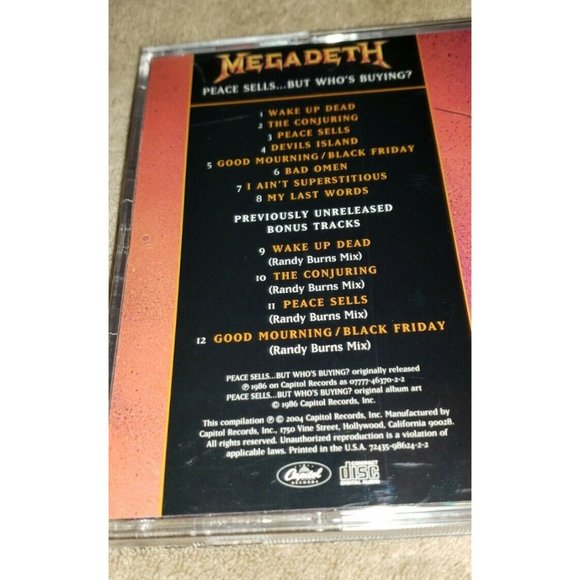 MEGADETH
PEACE SELLS...BUT WHO'S BUYING?
1 WAKE UP DEAD
2 THE CONJURING
3 PEACE SELLS
4 DEVILS ISLAND
5 GOOD MOURNING/BLACK FRIDAY
6 BAD OMEN
7 I AIN'T SUPERSTITIOUS
8 MY LAST WORDS
PREVIOUSLY UNRELEASED
BONUS TRACKS
9 WAKE UP DEAD
(Randy Burns Mix)
10 THE CONJURING
(Randy Burns Mix)
11 PEACE SELLS
(Randy Burns Mix)
12 GOOD MOURNING/BLACK FRIDAY
(Randy Burns Mix)
PEACE SELLS...BUT WHO'S BUYING? originally released
℗ 1986 on Capitol Records as 07777-46370-2-2
PEACE SELLS...BUT WHO'S BUYING? original album art
© 1986 Capitol Records, Inc.
This compilation ℗ © 2004 Capitol Records, Inc. Manufactured by
Capitol Records, Inc., 1750 Vine Street, Hollywood, California 90028.
All rights reserved. Unauthorized reproduction is a violation of
applicable laws. Printed in the U.S.A. 72435-98624-2-2
Capitol
RECORDS
COMPACT
disc
DIGITAL AUDIO